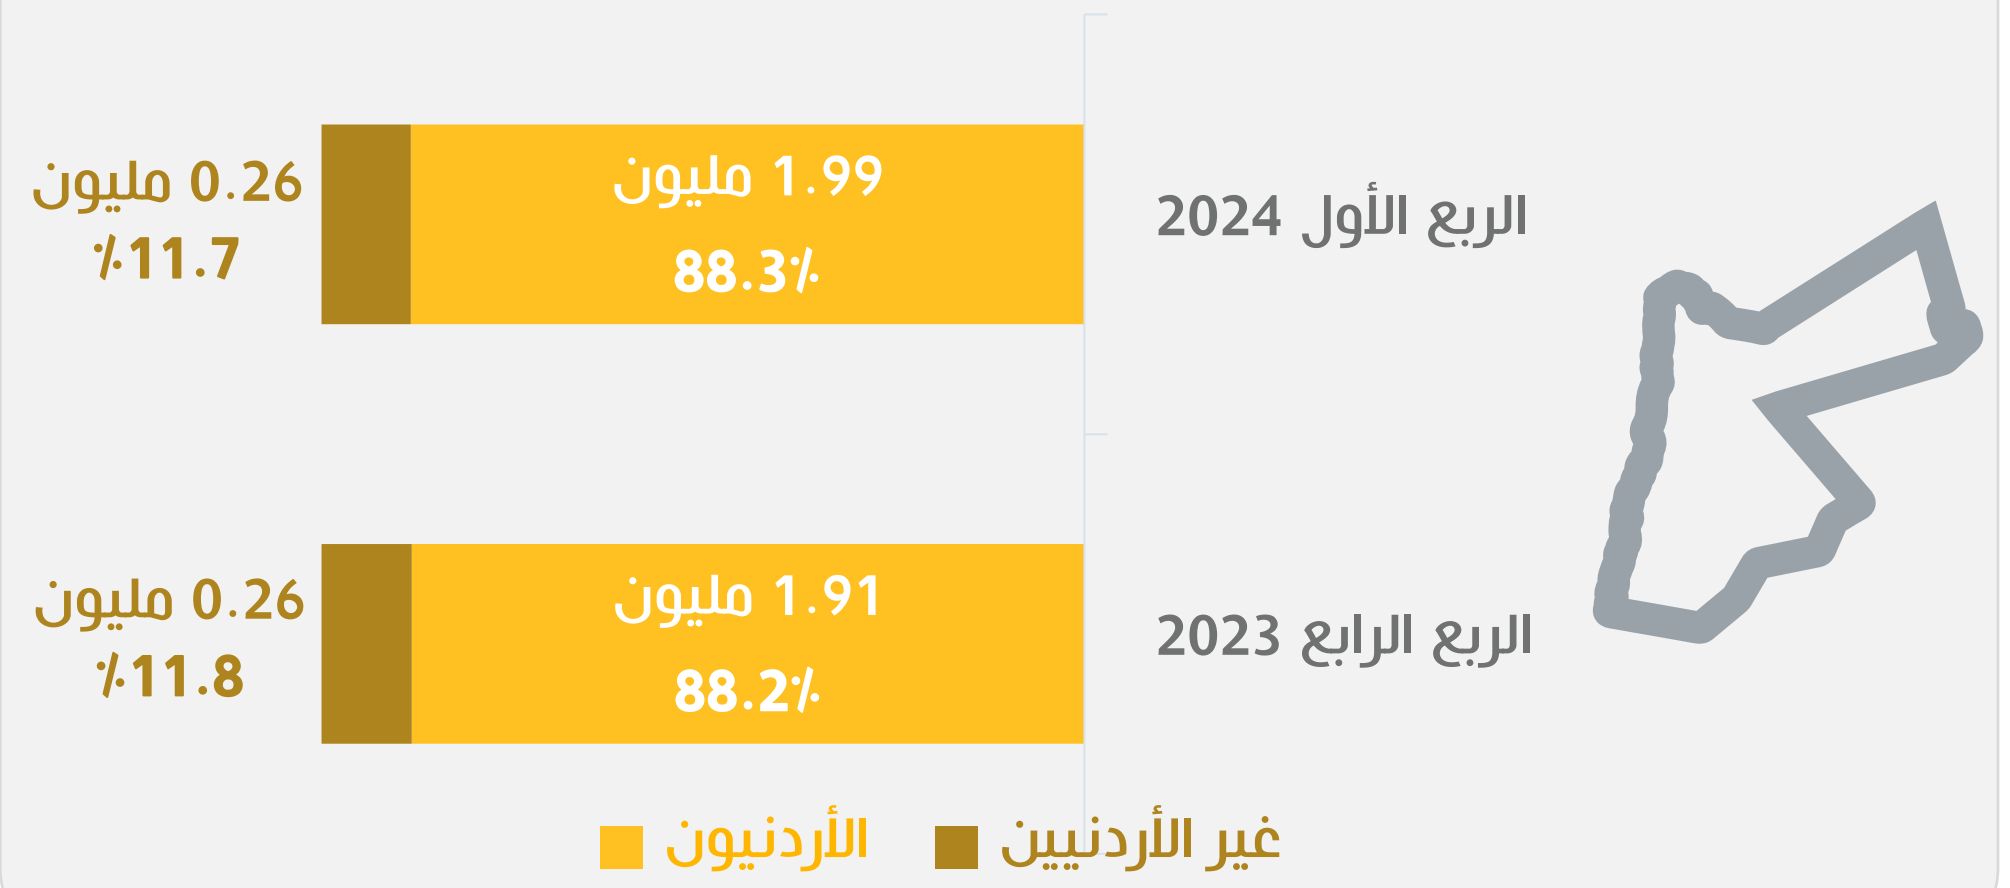 الربع الأول 2024
1.99 مليون
88.3٪
0.26 مليون
11.7٪
الربع الرابع 2023
1.91 مليون
88.2٪
0.26 مليون
11.8٪
غير الأردنيين
الأردنيون